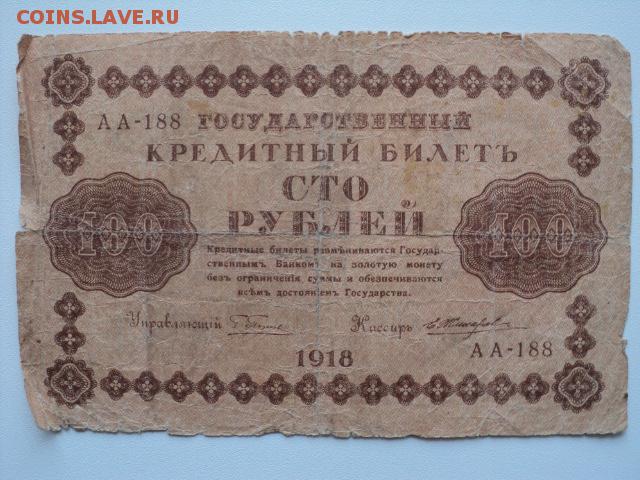 COINS.LAVE.RU
АА-188 ГОСУДАРСТВЕННЫЙ
КРЕДИТНЫЙ БИЛЕТЪ
СТО
РУБЛЕЙ
100 100
Кредитные билеты размѣниваются Государ-
ственнымъ Банкомъ на золотую монету
безъ ограниченія суммы и обезпечиваются
всѣмъ достояніемъ Государства.
Управляющій Кассиръ
1918
АА-188